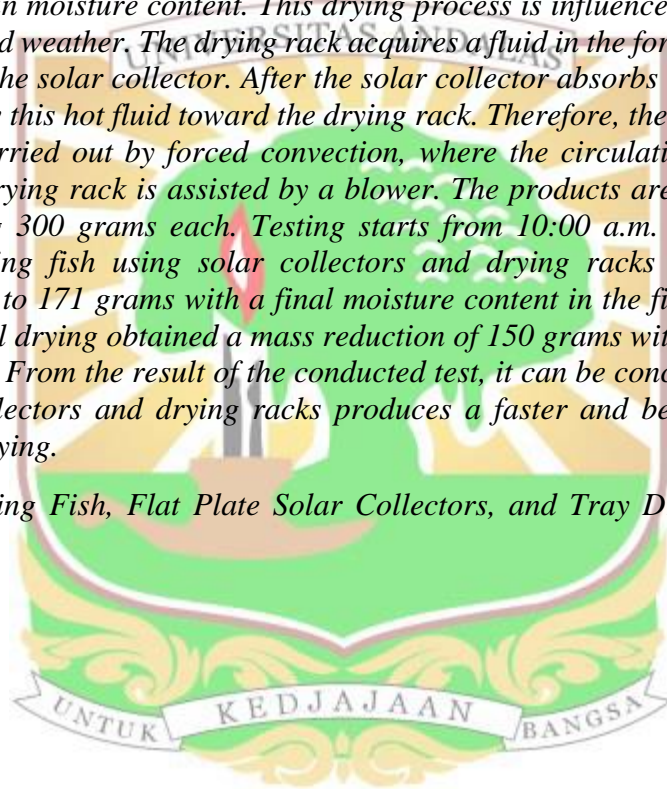 n moisture content. This drying process is influence
d weather. The drying rack acquires a fluid in the for
UNIVERSITAS ANDALAS
he solar collector. After the solar collector absorbs
this hot fluid toward the drying rack. Therefore, the
rried out by forced convection, where the circulati
rying rack is assisted by a blower. The products are
300 grams each. Testing starts from 10:00 a.m.
ing fish using solar collectors and drying racks
to 171 grams with a final moisture content in the fi
l drying obtained a mass reduction of 150 grams wit
From the result of the conducted test, it can be conc
llectors and drying racks produces a faster and be
ying.
ing Fish, Flat Plate Solar Collectors, and Tray D
UNTUK KEDJAJAAN BANGSA